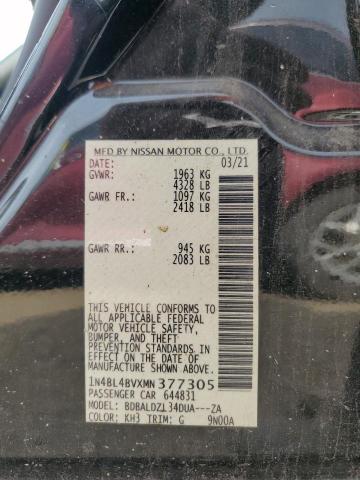 MFD BY NISSAN MOTOR CO., LTD.
DATE: 03/21
GVWR: 1963 KG
4328 LB
GAWR FR.: 1097 KG
2418 LB
GAWR RR.: 945 KG
2083 LB
THIS VEHICLE CONFORMS TO
ALL APPLICABLE FEDERAL
MOTOR VEHICLE SAFETY,
BUMPER, AND THEFT
PREVENTION STANDARDS IN
EFFECT ON THE DATE OF
MANUFACTURE SHOWN ABOVE.
1N4BL4BVXMN377305
PASSENGER CAR 644831
MODEL: BDBALDZL34DUA---ZA
COLOR: KH3 TRIM: G 9N00A